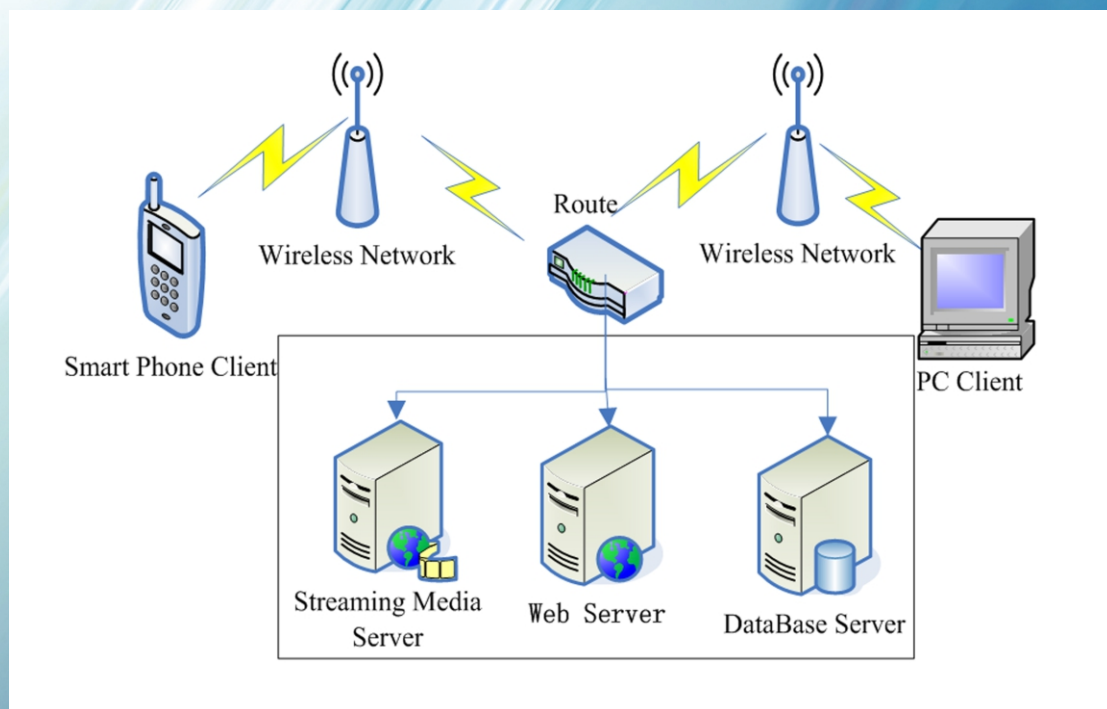 Route
Wireless Network
Wireless Network
Smart Phone Client
PC Client
Streaming Media
Server
Web Server
DataBase Server